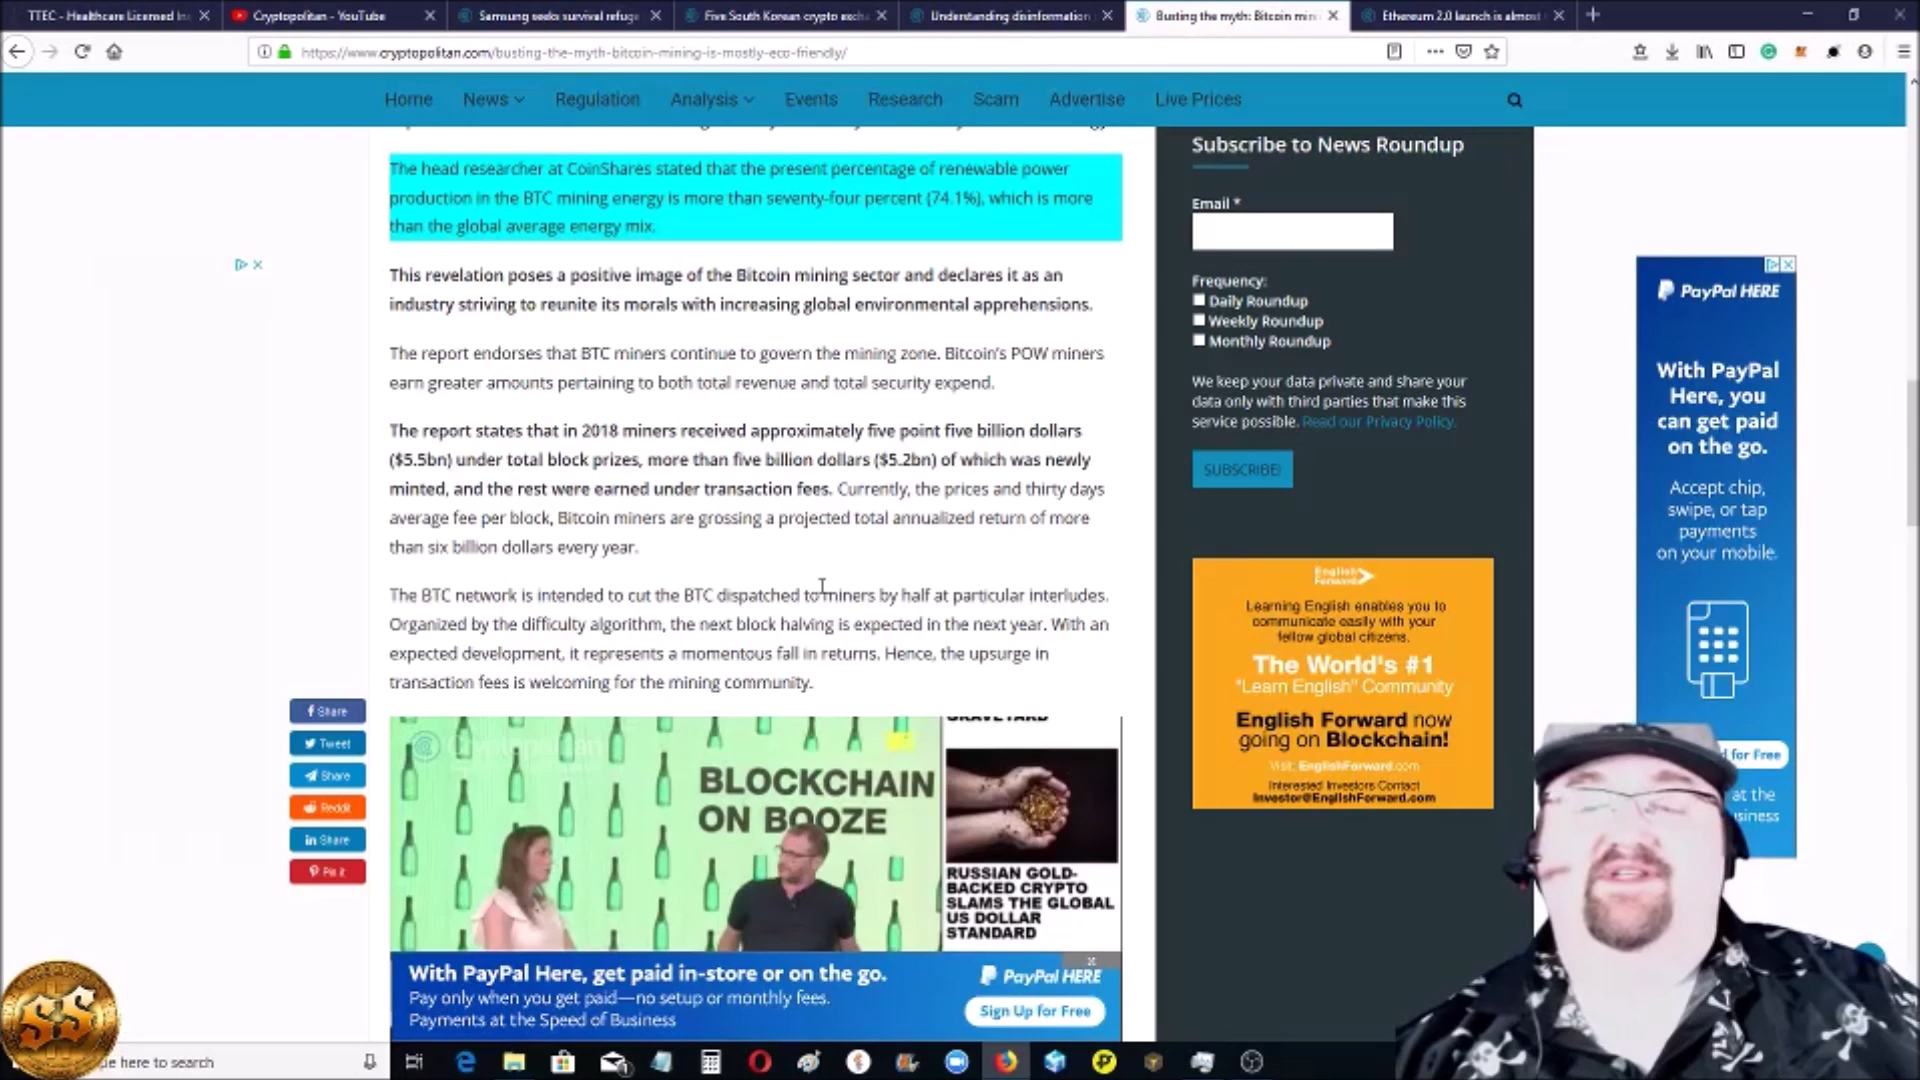 TTEC - Healthcare Licensed In
Cryptopolitan - YouTube
Samsung seeks survival refuge
Five South Korean crypto exch
Understanding disinformation
Busting the myth: Bitcoin mini
Ethereum 2.0 launch is almost
https://www.cryptopolitan.com/busting-the-myth-bitcoin-mining-is-mostly-eco-friendly/
Home News Regulation Analysis Events Research Scam Advertise Live Prices
The head researcher at CoinShares stated that the present percentage of renewable power
production in the BTC mining energy is more than seventy-four percent (74.1%), which is more
than the global average energy mix.
This revelation poses a positive image of the Bitcoin mining sector and declares it as an
industry striving to reunite its morals with increasing global environmental apprehensions.
The report endorses that BTC miners continue to govern the mining zone. Bitcoin's POW miners
earn greater amounts pertaining to both total revenue and total security expend.
The report states that in 2018 miners received approximately five point five billion dollars
($5.5bn) under total block prizes, more than five billion dollars ($5.2bn) of which was newly
minted, and the rest were earned under transaction fees. Currently, the prices and thirty days
average fee per block, Bitcoin miners are grossing a projected total annualized return of more
than six billion dollars every year.
The BTC network is intended to cut the BTC dispatched to miners by half at particular interludes.
Organized by the difficulty algorithm, the next block halving is expected in the next year. With an
expected development, it represents a momentous fall in returns. Hence, the upsurge in
transaction fees is welcoming for the mining community.
Share
Tweet
Share
Reddit
Share
Pin it
Cryptopolitan
BLOCKCHAIN
ON BOOZE
GRAVEYARD
RUSSIAN GOLD-
BACKED CRYPTO
SLAMS THE GLOBAL
US DOLLAR
STANDARD
With PayPal Here, get paid in-store or on the go.
Pay only when you get paid—no setup or monthly fees.
Payments at the Speed of Business
PayPal HERE
Sign Up for Free
Subscribe to News Roundup
Email *
Frequency:
Daily Roundup
Weekly Roundup
Monthly Roundup
We keep your data private and share your
data only with third parties that make this
service possible. Read our Privacy Policy.
SUBSCRIBE!
English
Forward
Learning English enables you to
communicate easily with your
fellow global citizens.
The World's #1
"Learn English" Community
English Forward now
going on Blockchain!
Visit: EnglishForward.com
Interested Investors Contact
Investor@EnglishForward.com
PayPal HERE
With PayPal
Here, you
can get paid
on the go.
Accept chip,
swipe, or tap
payments
on your mobile.
d for Free
at the
siness
SS
pe here to search